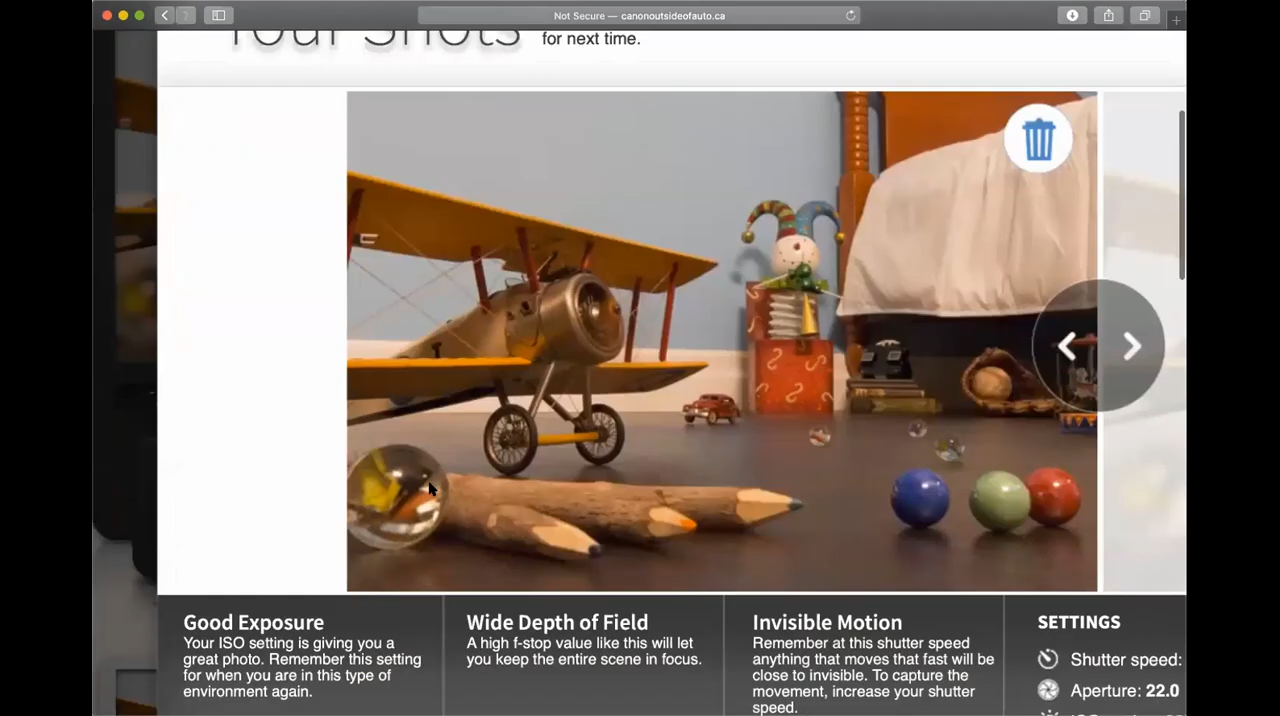 Not Secure — canonoutsideofauto.ca
Your Shots
for next time.
Good Exposure
Your ISO setting is giving you a
great photo. Remember this setting
for when you are in this type of
environment again.
Wide Depth of Field
A high f-stop value like this will let
you keep the entire scene in focus.
Invisible Motion
Remember at this shutter speed
anything that moves that fast will be
close to invisible. To capture the
movement, increase your shutter
speed.
SETTINGS
Shutter speed:
Aperture: 22.0